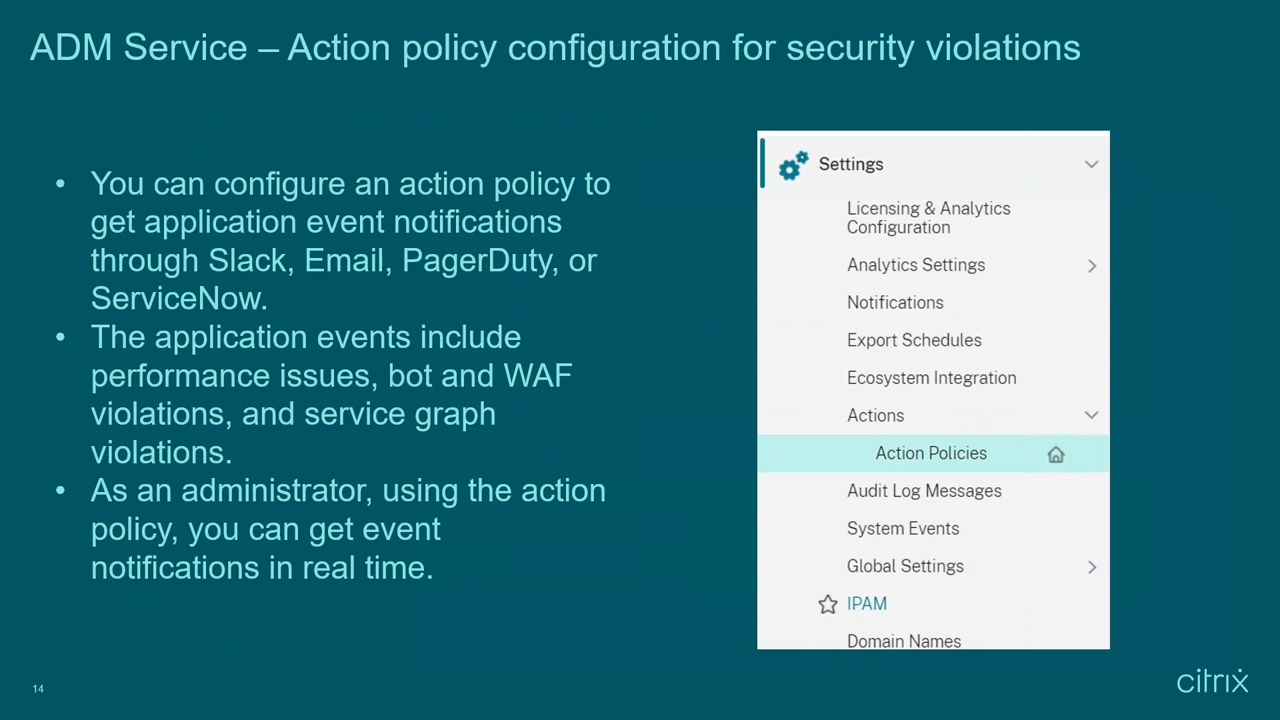 ADM Service – Action policy configuration for security violations
• You can configure an action policy to
get application event notifications
through Slack, Email, PagerDuty, or
ServiceNow.
• The application events include
performance issues, bot and WAF
violations, and service graph
violations.
• As an administrator, using the action
policy, you can get event
notifications in real time.
Settings
Licensing & Analytics
Configuration
Analytics Settings
Notifications
Export Schedules
Ecosystem Integration
Actions
Action Policies
Audit Log Messages
System Events
Global Settings
IPAM
Domain Names
14
citrix